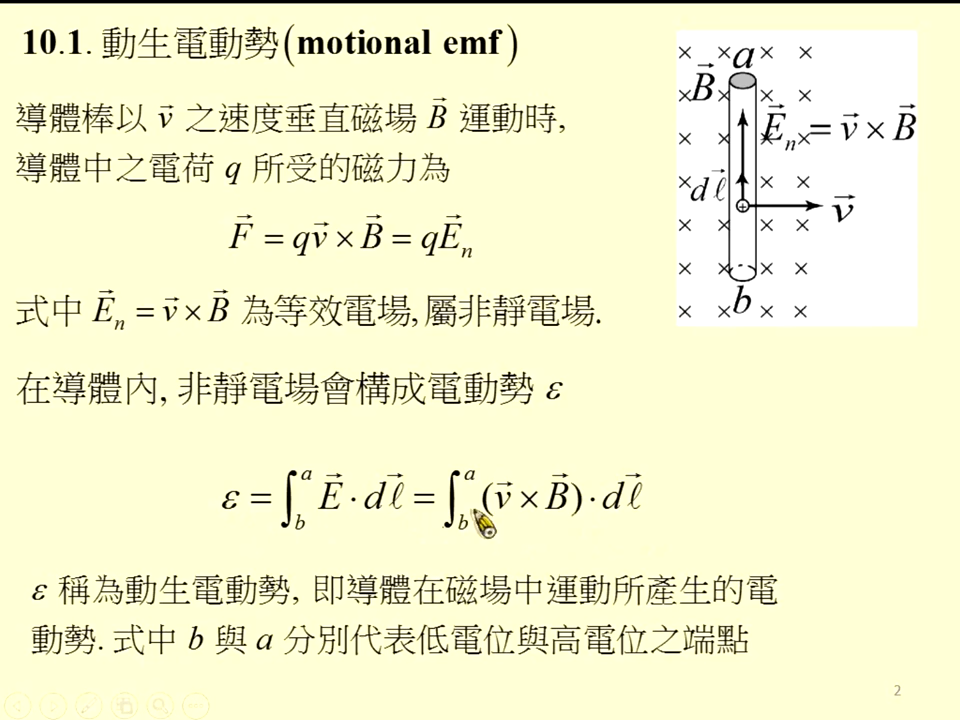 10.1. 動生電動勢(motional emf)
導體棒以 v⃗ 之速度垂直磁場 B⃗ 運動時,
導體中之電荷 q 所受的磁力為
F⃗ = qv⃗ × B⃗ = qE⃗ₙ
式中 E⃗ₙ = v⃗ × B⃗ 為等效電場, 屬非靜電場.
在導體內, 非靜電場會構成電動勢 ε
ε = ∫_b^a E⃗ · dℓ⃗ = ∫_b^a (v⃗ × B⃗) · dℓ⃗
ε 稱為動生電動勢, 即導體在磁場中運動所產生的電
動勢. 式中 b 與 a 分別代表低電位與高電位之端點
a
B⃗
E⃗ₙ = v⃗ × B⃗
dℓ⃗
v⃗
b
2